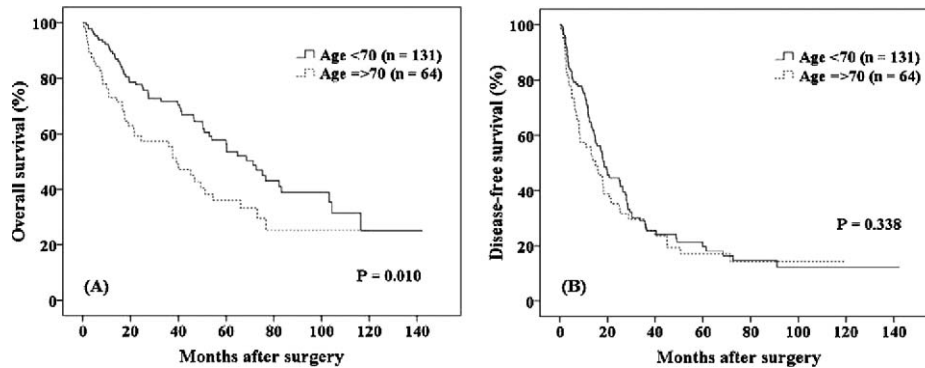 100
80
60
40
20
0
Overall survival (%)
Age <70 (n = 131)
Age =>70 (n = 64)
P = 0.010
(A)
0 20 40 60 80 100 120 140
Months after surgery
100
80
60
40
20
0
Disease-free survival (%)
Age <70 (n = 131)
Age =>70 (n = 64)
P = 0.338
(B)
0 20 40 60 80 100 120 140
Months after surgery